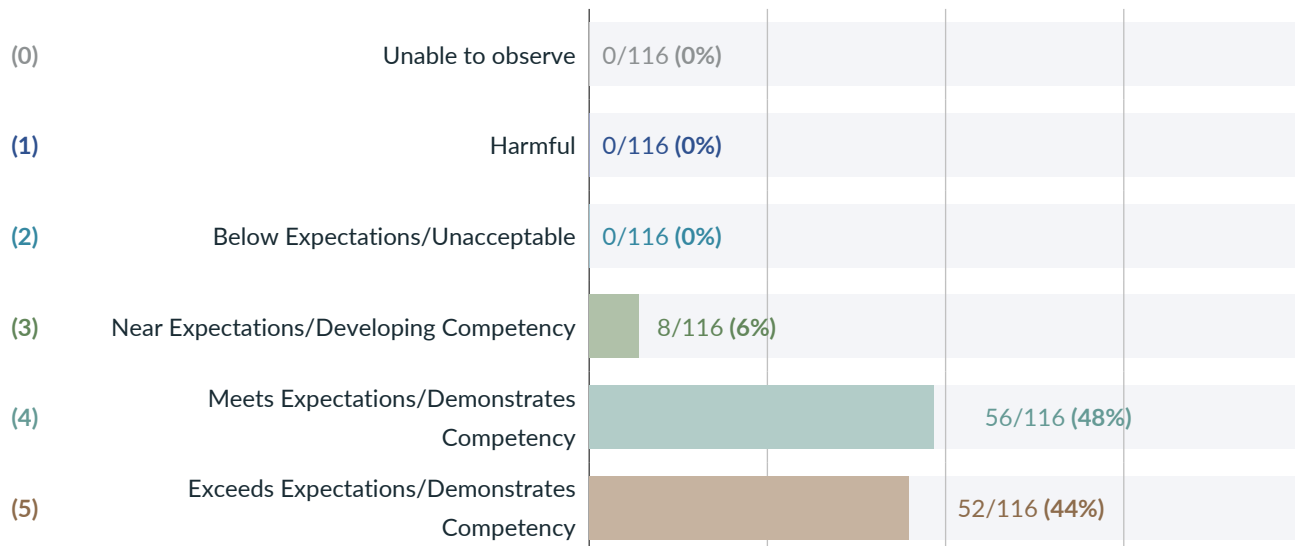 (0) Unable to observe 0/116 (0%)
(1) Harmful 0/116 (0%)
(2) Below Expectations/Unacceptable 0/116 (0%)
(3) Near Expectations/Developing Competency 8/116 (6%)
(4) Meets Expectations/Demonstrates
Competency 56/116 (48%)
(5) Exceeds Expectations/Demonstrates
Competency 52/116 (44%)